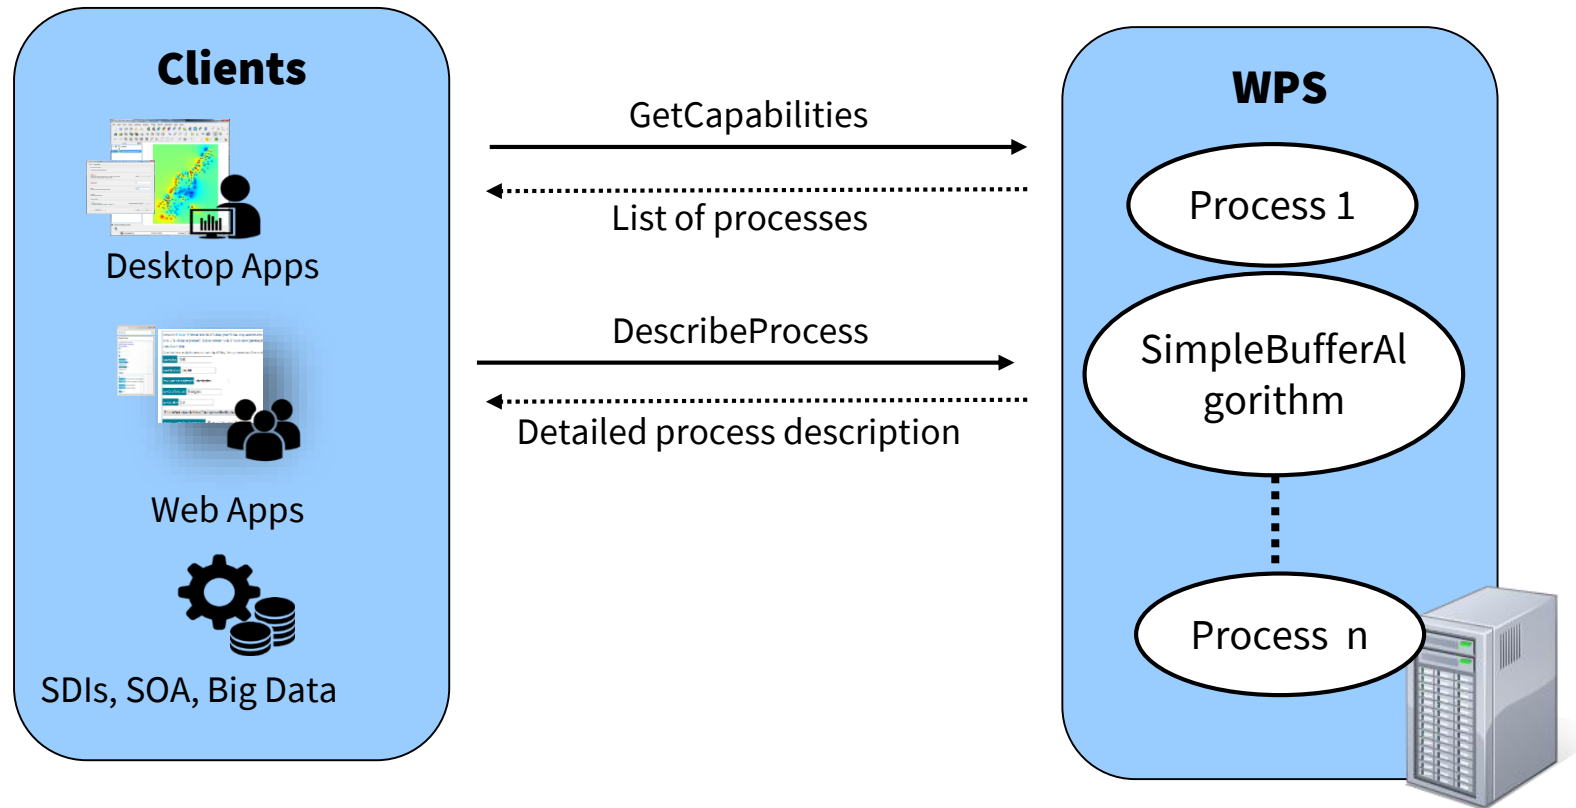 Clients
Desktop Apps
Web Apps
SDIs, SOA, Big Data
GetCapabilities
List of processes
DescribeProcess
Detailed process description
WPS
Process 1
SimpleBufferAl
gorithm
Process n